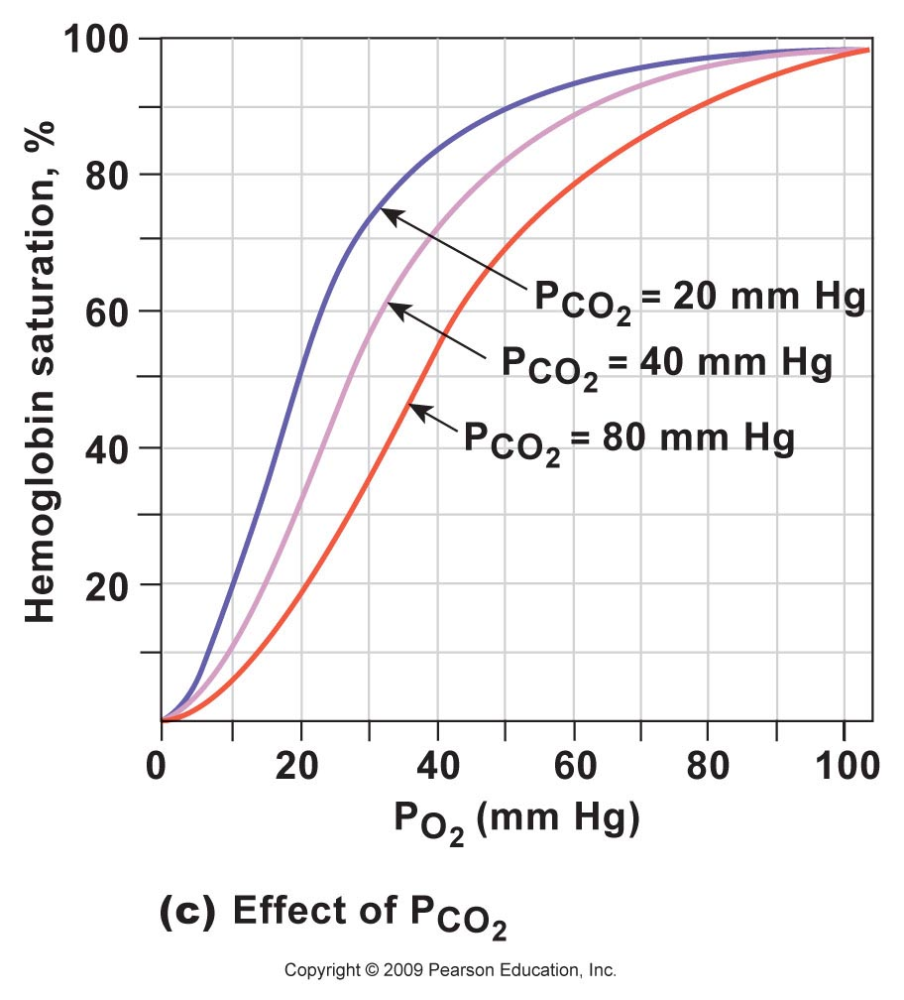 100
80
60
40
20
Hemoglobin saturation, %
PCO2 = 20 mm Hg
PCO2 = 40 mm Hg
PCO2 = 80 mm Hg
0 20 40 60 80 100
PO2 (mm Hg)
(c) Effect of PCO2
Copyright © 2009 Pearson Education, Inc.